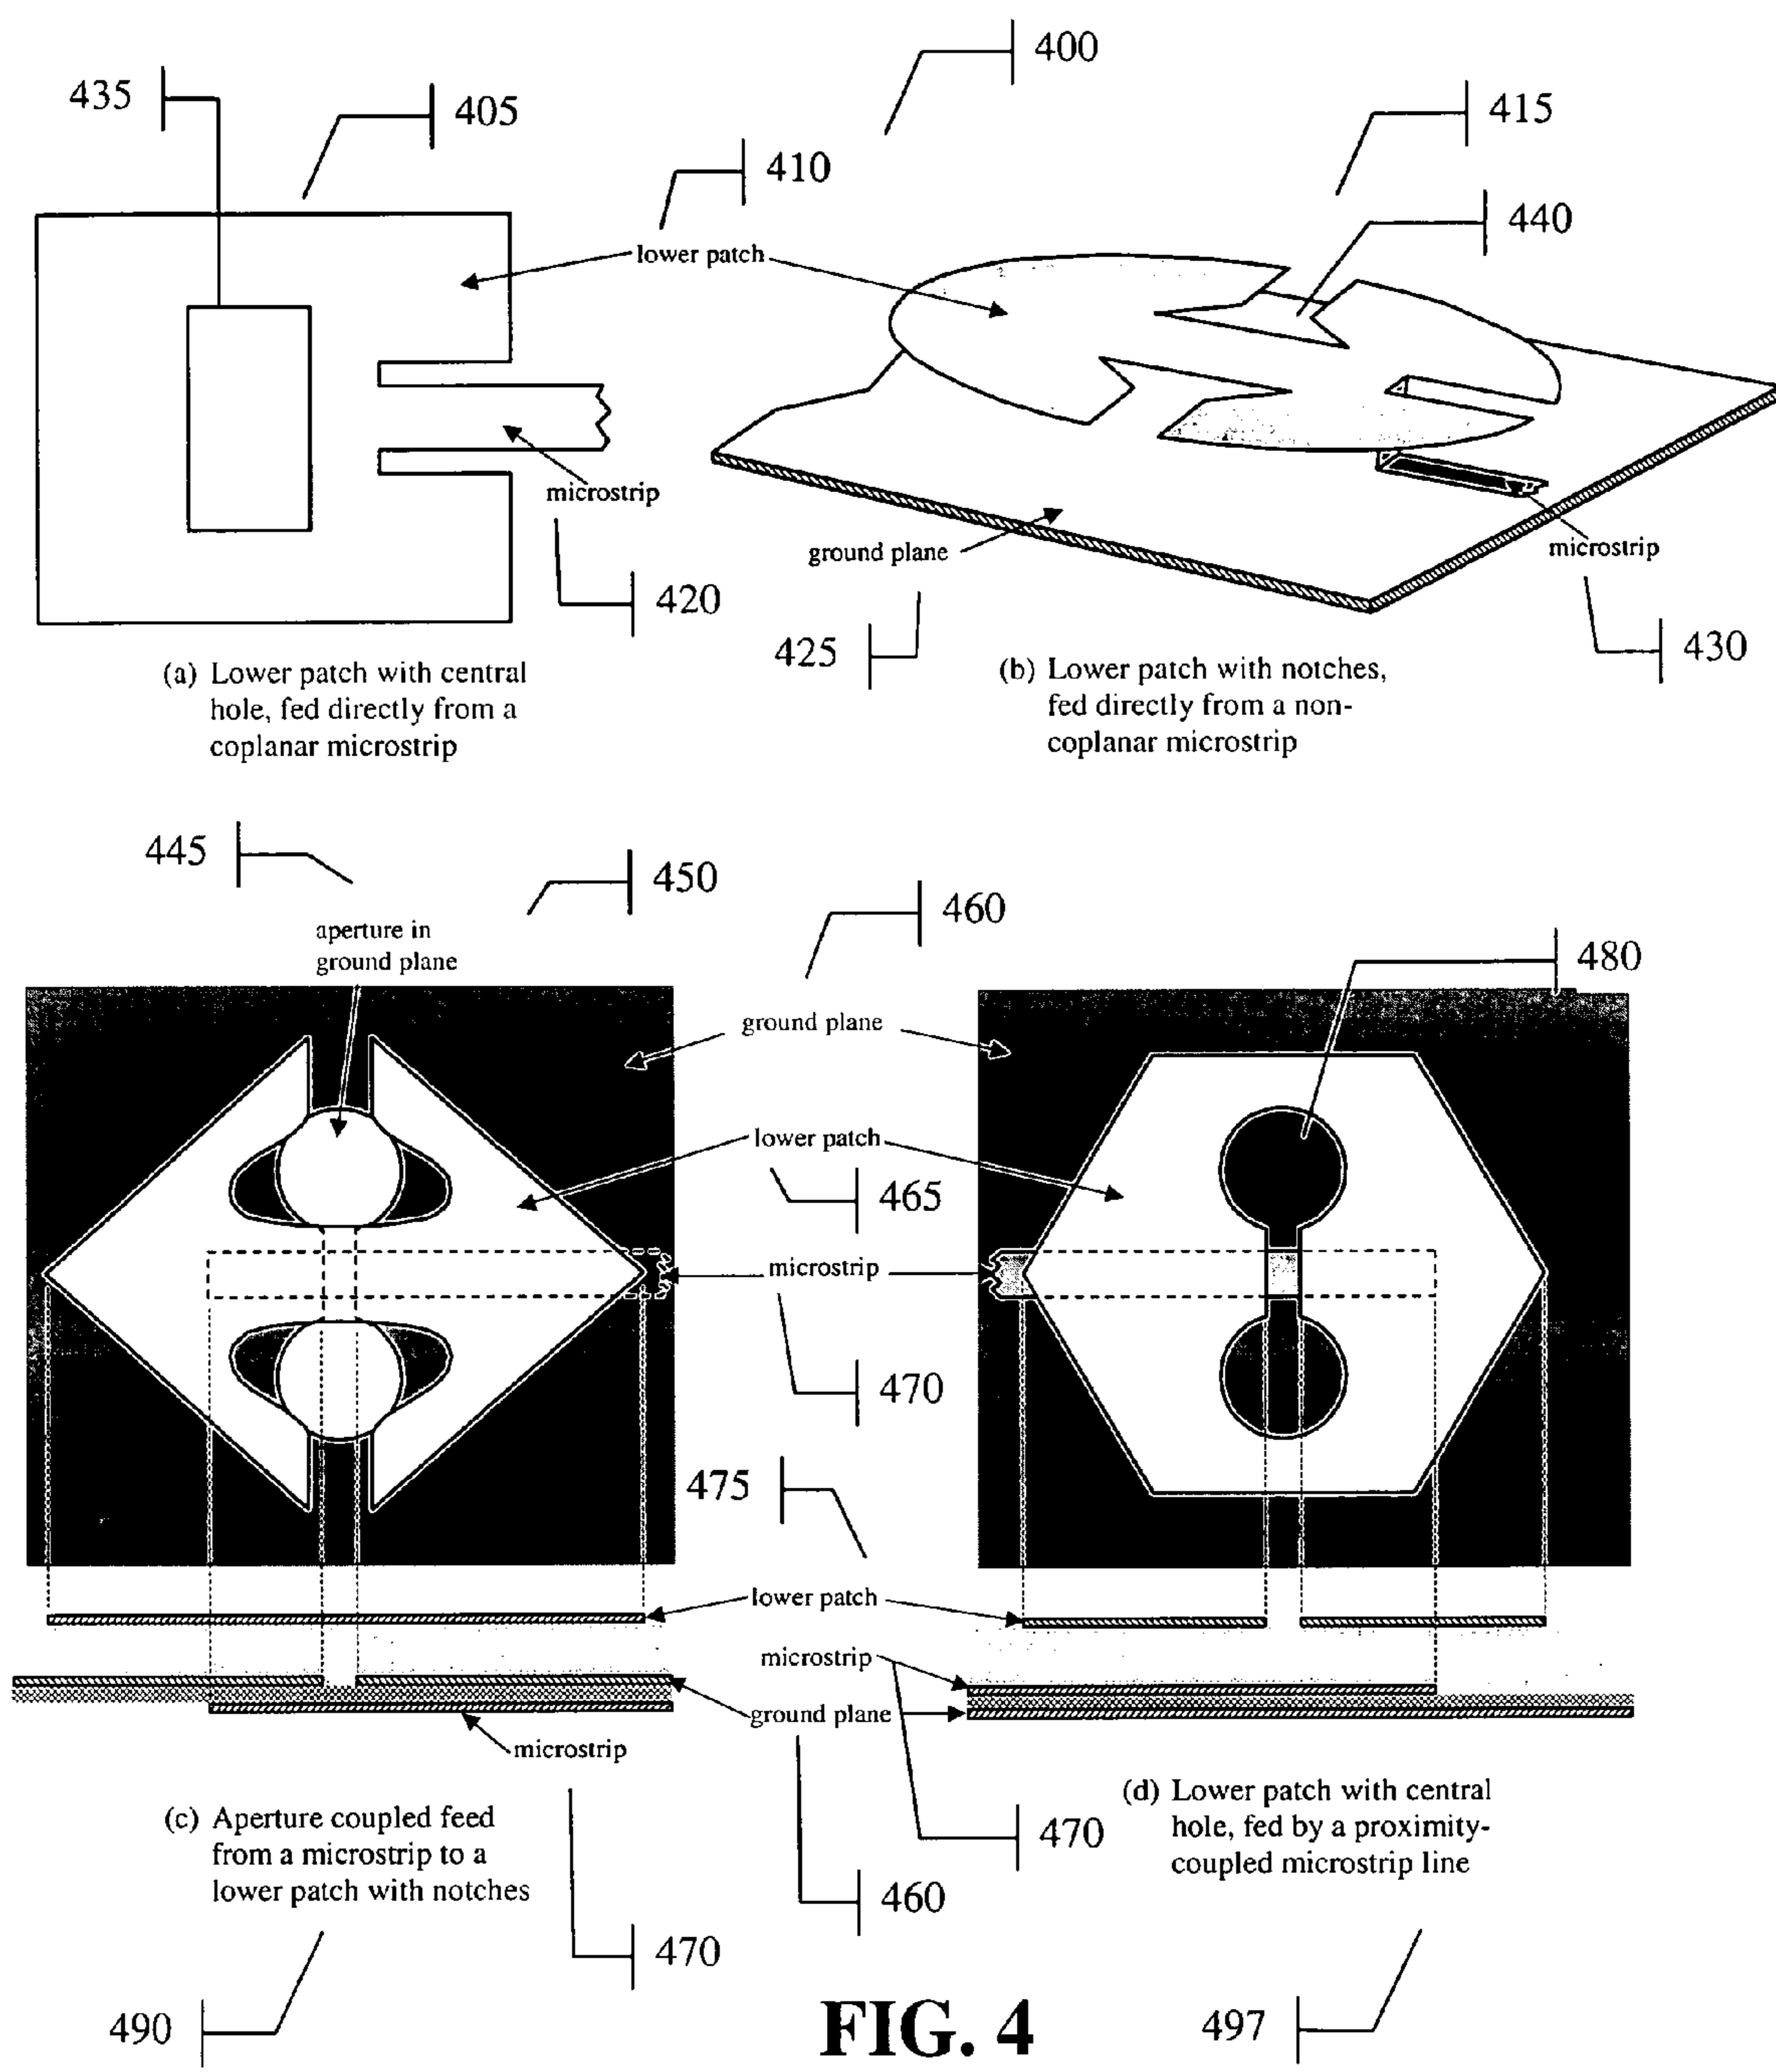 400
435
405
415
410
440
lower patch
microstrip
ground plane
microstrip
420
425
430
(a) Lower patch with central
hole, fed directly from a
coplanar microstrip
(b) Lower patch with notches,
fed directly from a non-
coplanar microstrip
445
450
460
480
aperture in
ground plane
ground plane
lower patch
465
microstrip
470
475
lower patch
microstrip
ground plane
microstrip
(c) Aperture coupled feed
from a microstrip to a
lower patch with notches
(d) Lower patch with central
hole, fed by a proximity-
coupled microstrip line
470
460
470
490
497
FIG. 4